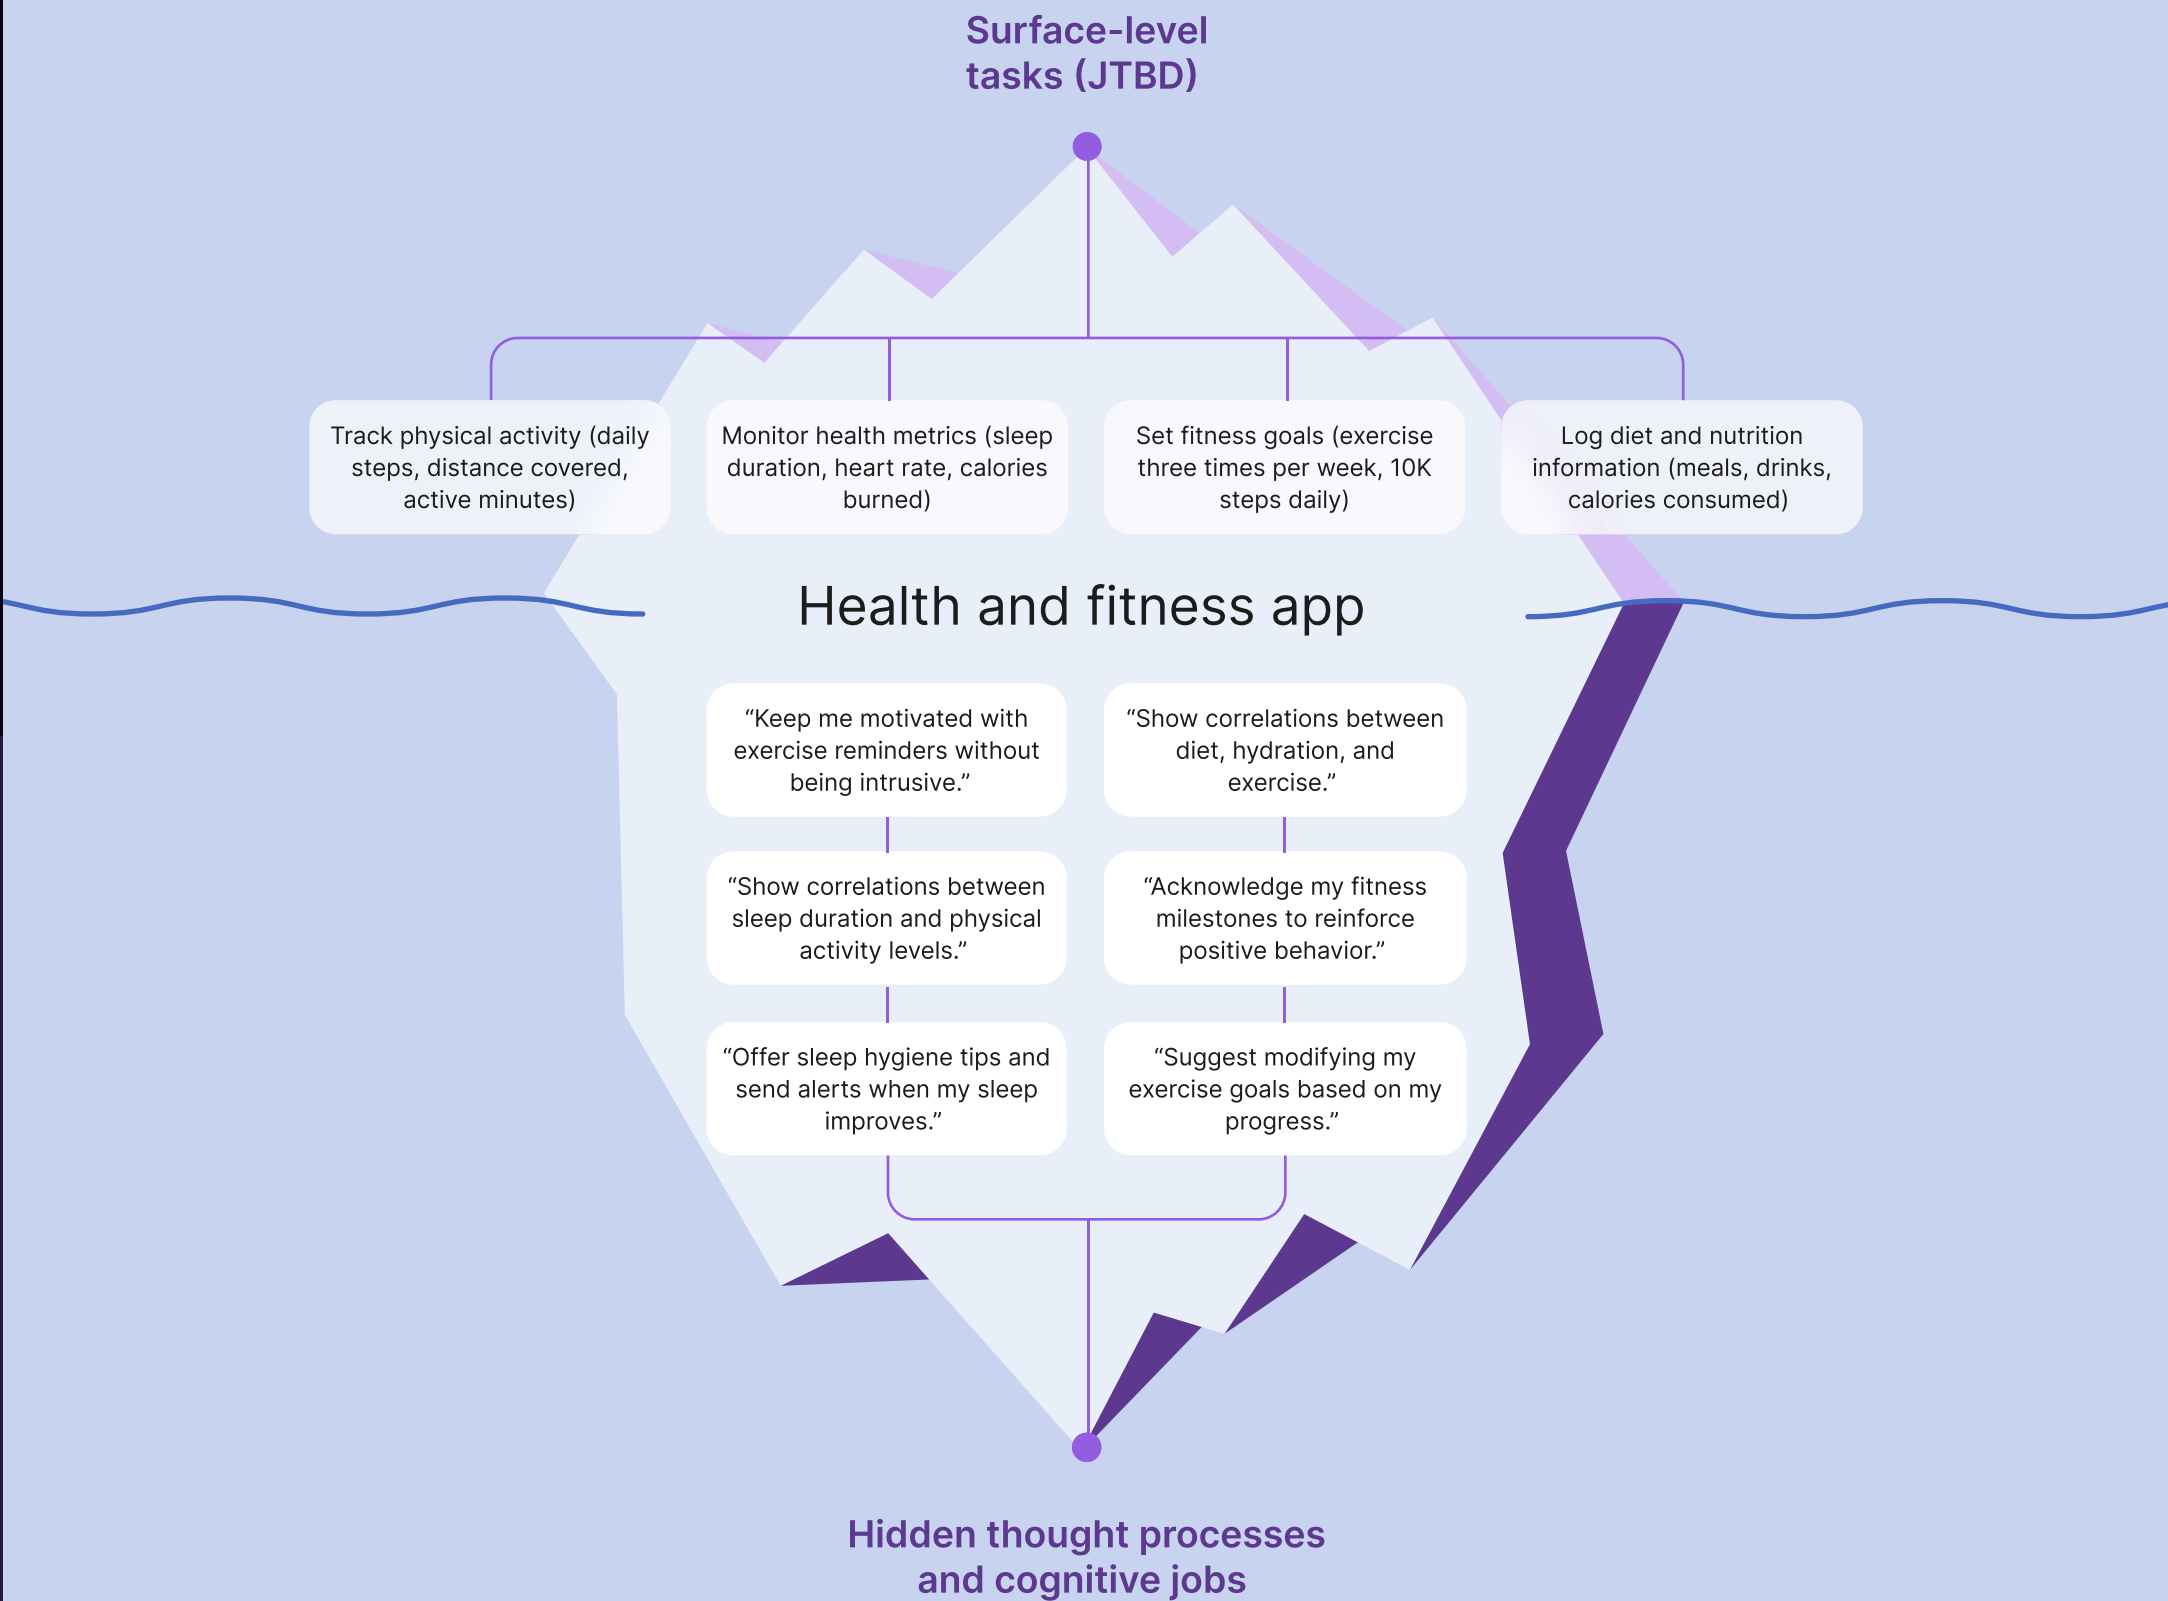 Surface-level
tasks (JTBD)
Track physical activity (daily
steps, distance covered,
active minutes)
Monitor health metrics (sleep
duration, heart rate, calories
burned)
Set fitness goals (exercise
three times per week, 10K
steps daily)
Log diet and nutrition
information (meals, drinks,
calories consumed)
Health and fitness app
“Keep me motivated with
exercise reminders without
being intrusive.”
“Show correlations between
diet, hydration, and
exercise.”
“Show correlations between
sleep duration and physical
activity levels.”
“Acknowledge my fitness
milestones to reinforce
positive behavior.”
“Offer sleep hygiene tips and
send alerts when my sleep
improves.”
“Suggest modifying my
exercise goals based on my
progress.”
Hidden thought processes
and cognitive jobs